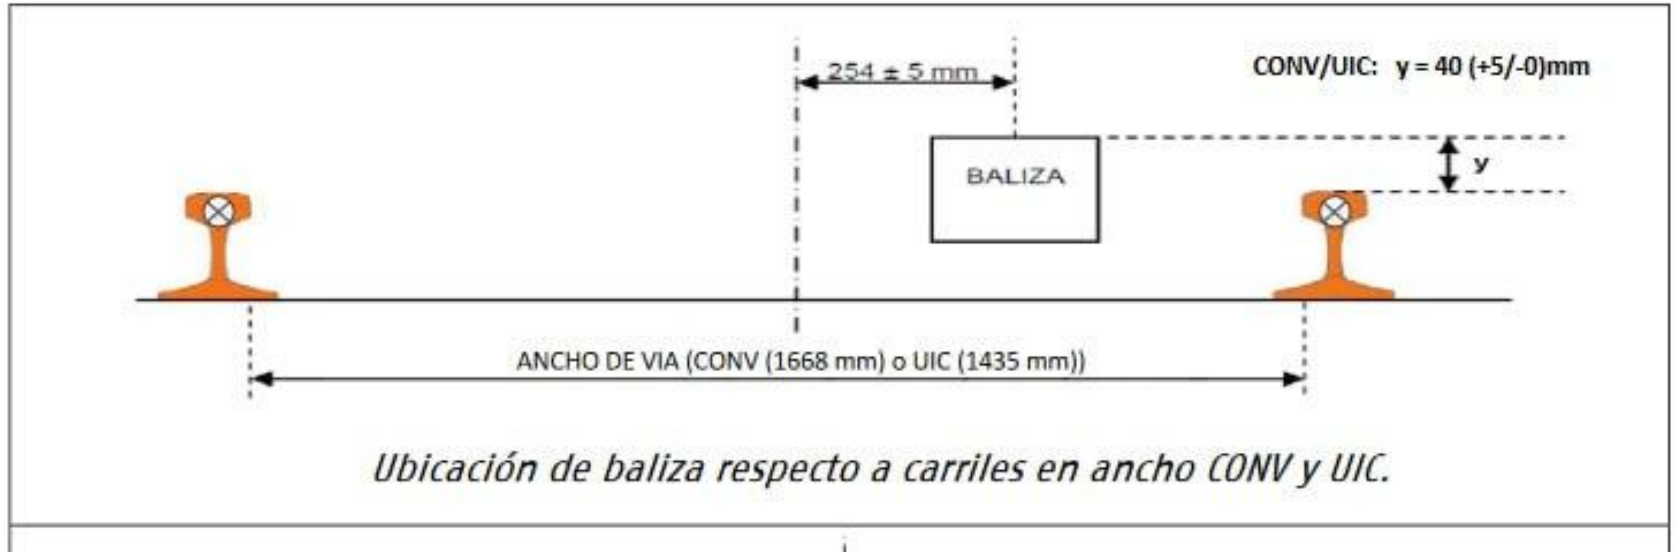 254 ± 5 mm
CONV/UIC: y = 40 (+5/-0)mm
BALIZA
y
ANCHO DE VIA (CONV (1668 mm) o UIC (1435 mm))
Ubicación de baliza respecto a carriles en ancho CONV y UIC.